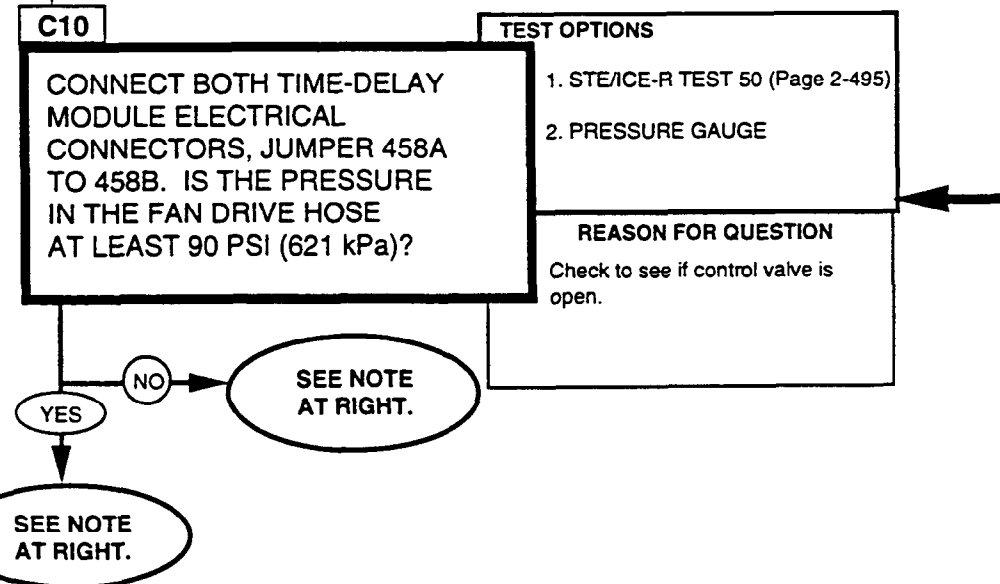 C10
CONNECT BOTH TIME-DELAY
MODULE ELECTRICAL
CONNECTORS, JUMPER 458A
TO 458B. IS THE PRESSURE
IN THE FAN DRIVE HOSE
AT LEAST 90 PSI (621 kPa)?
TEST OPTIONS
1. STE/ICE-R TEST 50 (Page 2-495)
2. PRESSURE GAUGE
REASON FOR QUESTION
Check to see if control valve is
open.
NO
SEE NOTE
AT RIGHT.
YES
SEE NOTE
AT RIGHT.